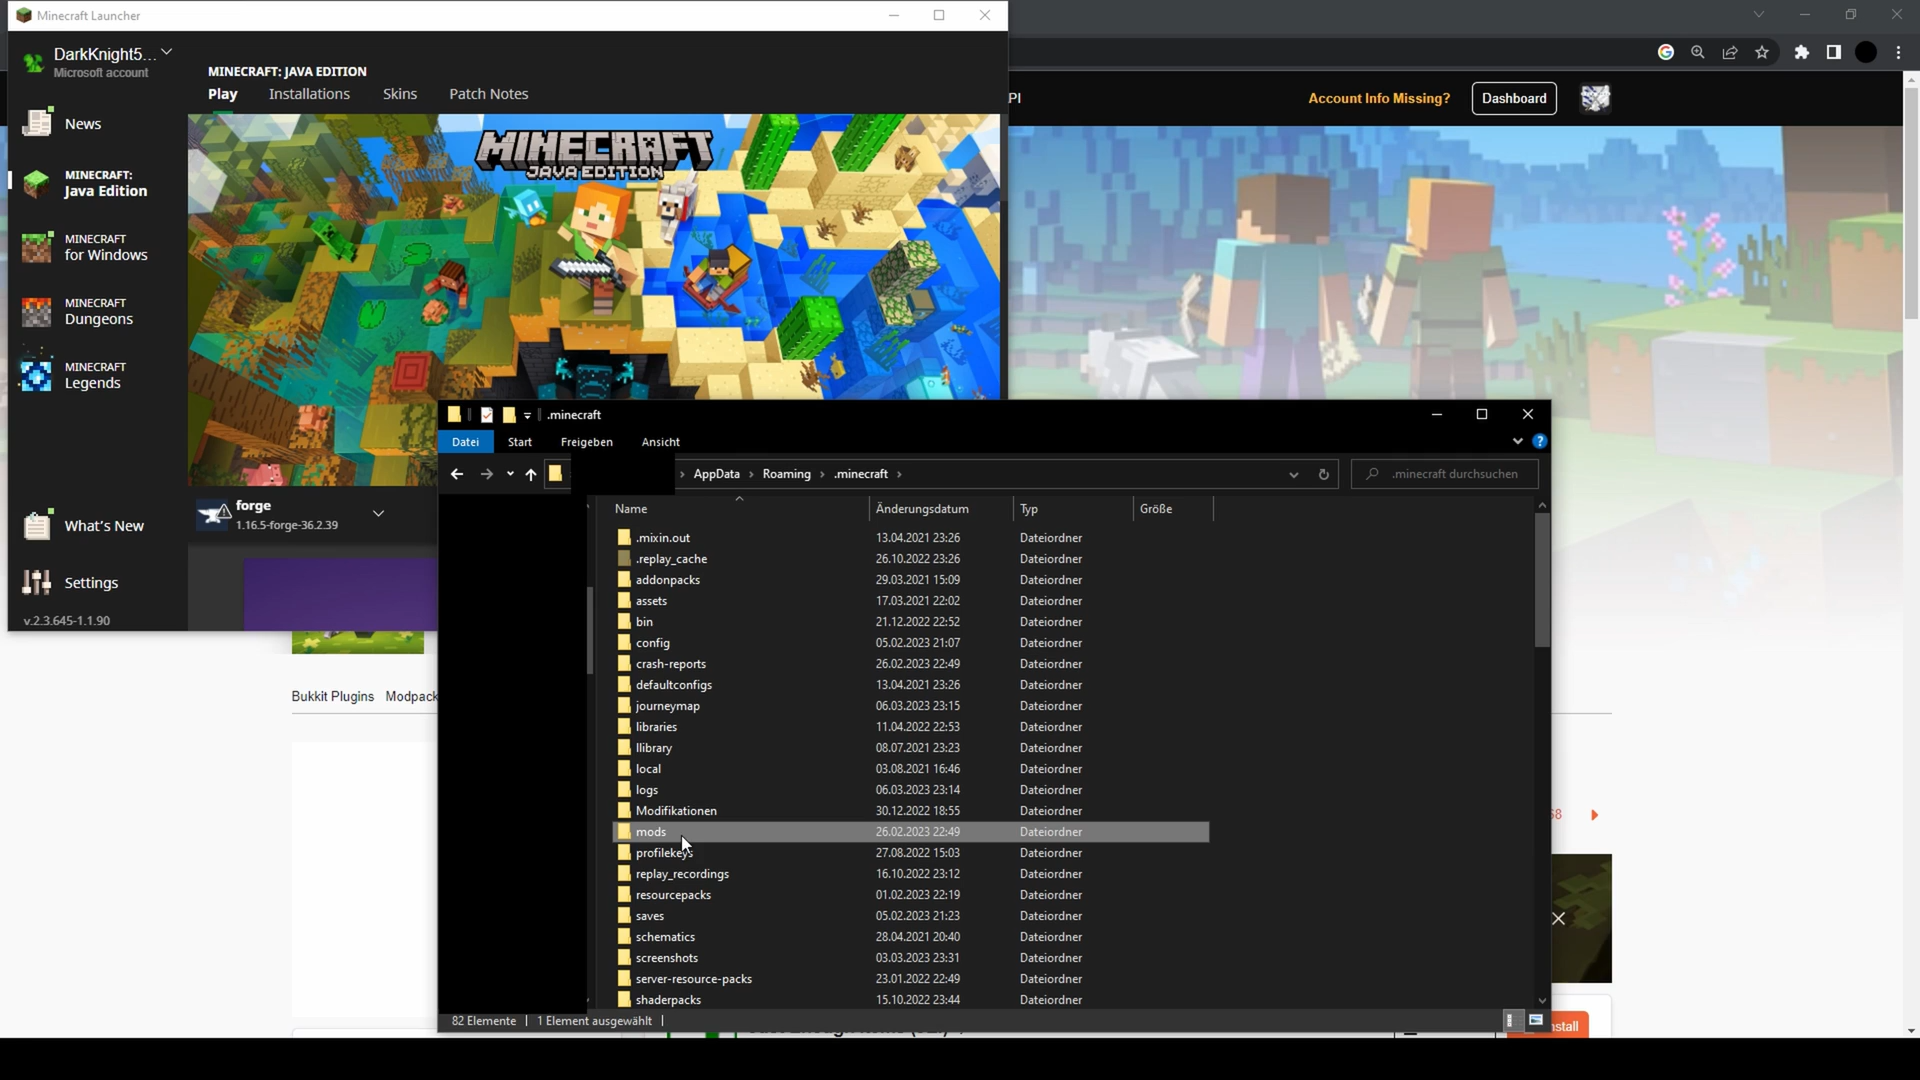 Minecraft Launcher
DarkKnight5...
Microsoft account
News
MINECRAFT:
Java Edition
MINECRAFT
for Windows
MINECRAFT
Dungeons
MINECRAFT
Legends
What's New
Settings
v.2.3.645-1.1.90
MINECRAFT: JAVA EDITION
Play Installations Skins Patch Notes
MINECRAFT
JAVA EDITION
forge
1.16.5-forge-36.2.39
PI
Account Info Missing?
Dashboard
Bukkit Plugins Modpack
.minecraft
Datei Start Freigeben Ansicht
AppData › Roaming › .minecraft ›
.minecraft durchsuchen
Name Änderungsdatum Typ Größe
.mixin.out 13.04.2021 23:26 Dateiordner
.replay_cache 26.10.2022 23:26 Dateiordner
addonpacks 29.03.2021 15:09 Dateiordner
assets 17.03.2021 22:02 Dateiordner
bin 21.12.2022 22:52 Dateiordner
config 05.02.2023 21:07 Dateiordner
crash-reports 26.02.2023 22:49 Dateiordner
defaultconfigs 13.04.2021 23:26 Dateiordner
journeymap 06.03.2023 23:15 Dateiordner
libraries 11.04.2022 22:53 Dateiordner
llibrary 08.07.2021 23:23 Dateiordner
local 03.08.2021 16:46 Dateiordner
logs 06.03.2023 23:14 Dateiordner
Modifikationen 30.12.2022 18:55 Dateiordner
mods 26.02.2023 22:49 Dateiordner
profilekeys 27.08.2022 15:03 Dateiordner
replay_recordings 16.10.2022 23:12 Dateiordner
resourcepacks 01.02.2023 22:19 Dateiordner
saves 05.02.2023 21:23 Dateiordner
schematics 28.04.2021 20:40 Dateiordner
screenshots 03.03.2023 23:31 Dateiordner
server-resource-packs 23.01.2022 22:49 Dateiordner
shaderpacks 15.10.2022 23:44 Dateiordner
82 Elemente 1 Element ausgewählt
68
stall